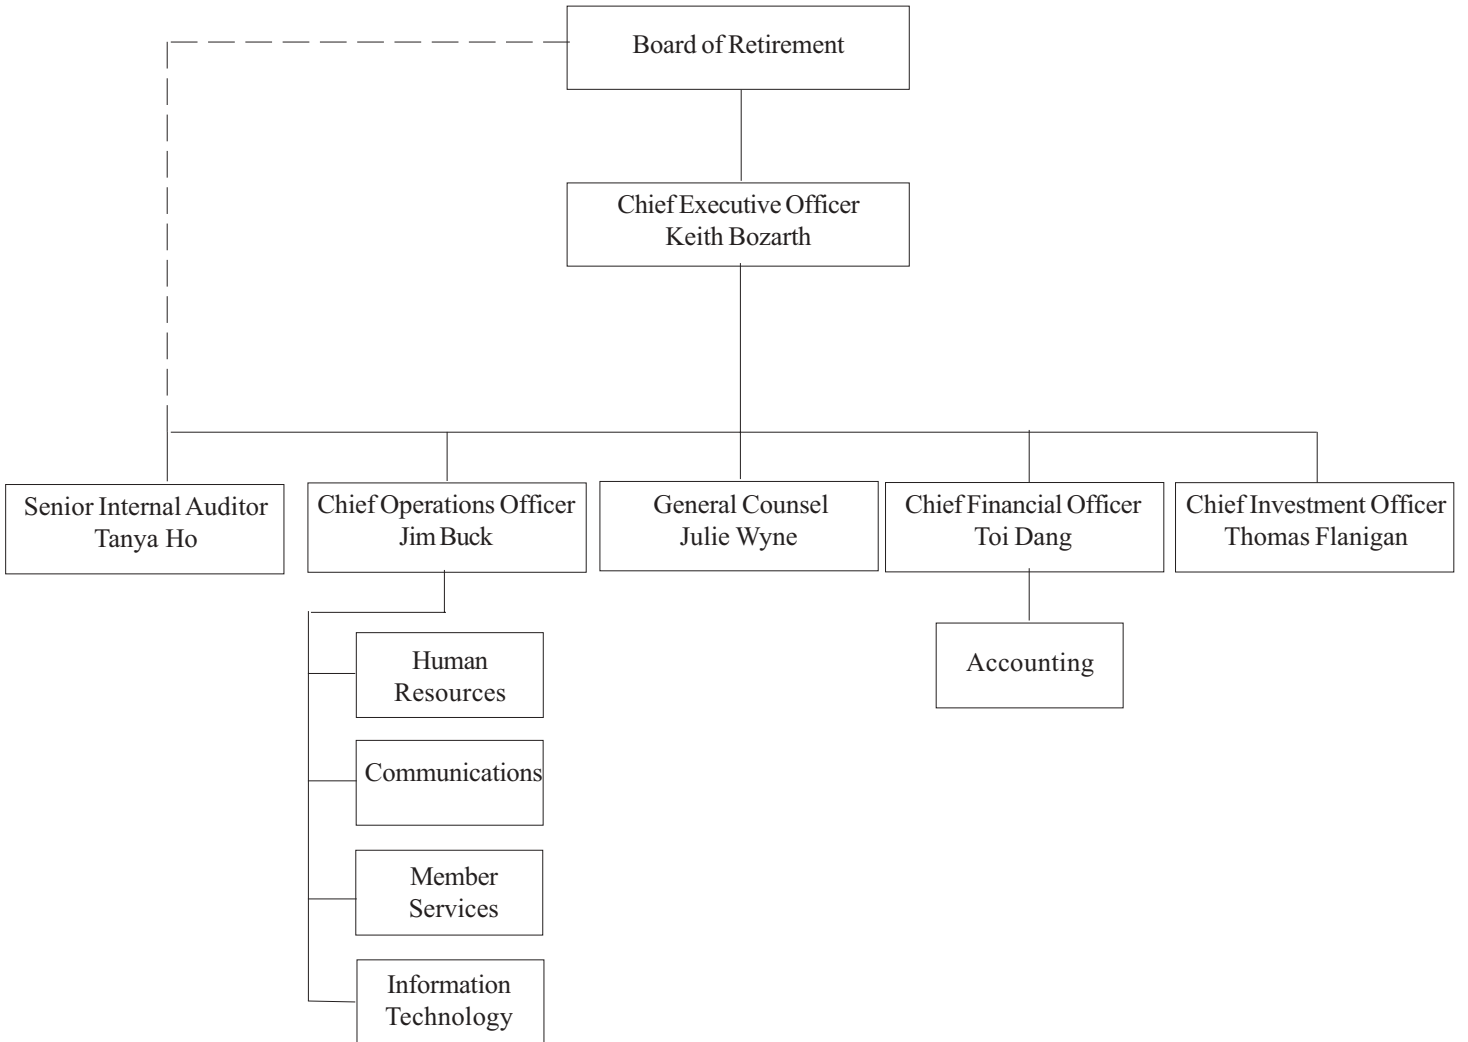 Board of Retirement
Chief Executive Officer
Keith Bozarth
Senior Internal Auditor
Tanya Ho
Chief Operations Officer
Jim Buck
General Counsel
Julie Wyne
Chief Financial Officer
Toi Dang
Chief Investment Officer
Thomas Flanigan
Human
Resources
Communications
Member
Services
Information
Technology
Accounting